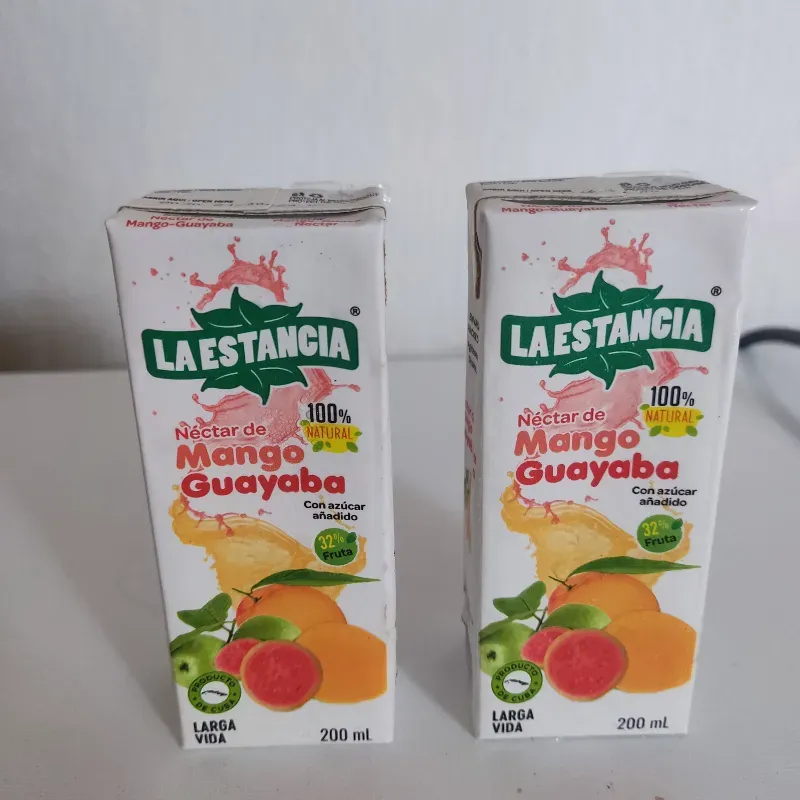 Néctar de
Mango-Guayaba
Néctar
LA ESTANCIA®
100%
NATURAL
Néctar de
Mango
Guayaba
Con azúcar
añadido
32%
Fruta
PRODUCTO
DE CUBA
LARGA
VIDA
200 mL
Mango-Guayaba
LA ESTANCIA®
100%
NATURAL
Néctar de
Mango
Guayaba
Con azúcar
añadido
32%
Fruta
PRODUCTO
DE CUBA
LARGA
VIDA
200 mL